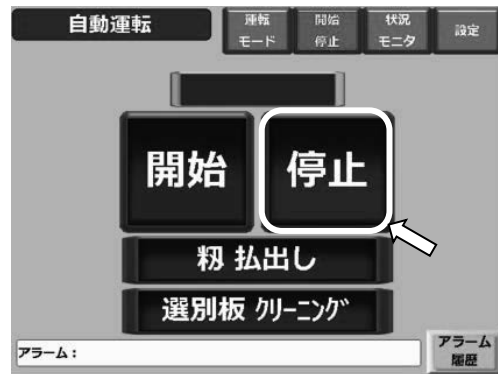 自動運転
運転
モード
開始
停止
状況
モニタ
設定
開始
停止
籾 払出し
選別板 ｸﾘｰﾆﾝｸﾞ
アラーム：
アラーム
履歴